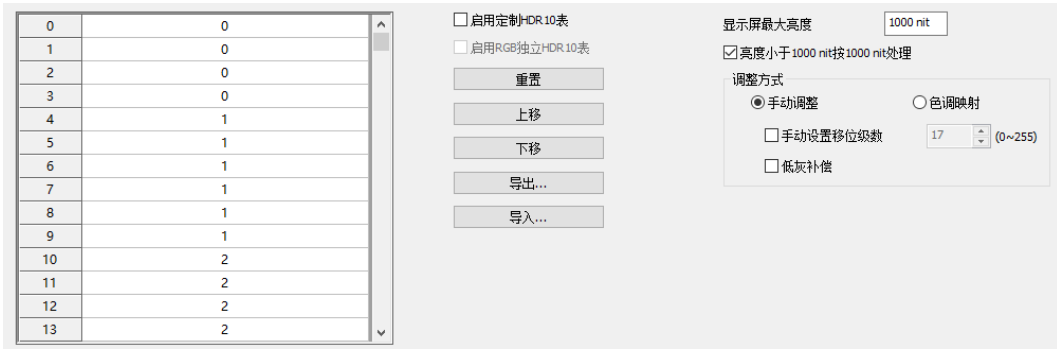 0 0
1 0
2 0
3 0
4 1
5 1
6 1
7 1
8 1
9 1
10 2
11 2
12 2
13 2
启用定制HDR10表
启用RGB独立HDR10表
重置
上移
下移
导出...
导入...
显示屏最大亮度 1000 nit
亮度小于1000 nit按1000 nit处理
调整方式
手动调整 色调映射
手动设置移位级数 17 (0~255)
低灰补偿